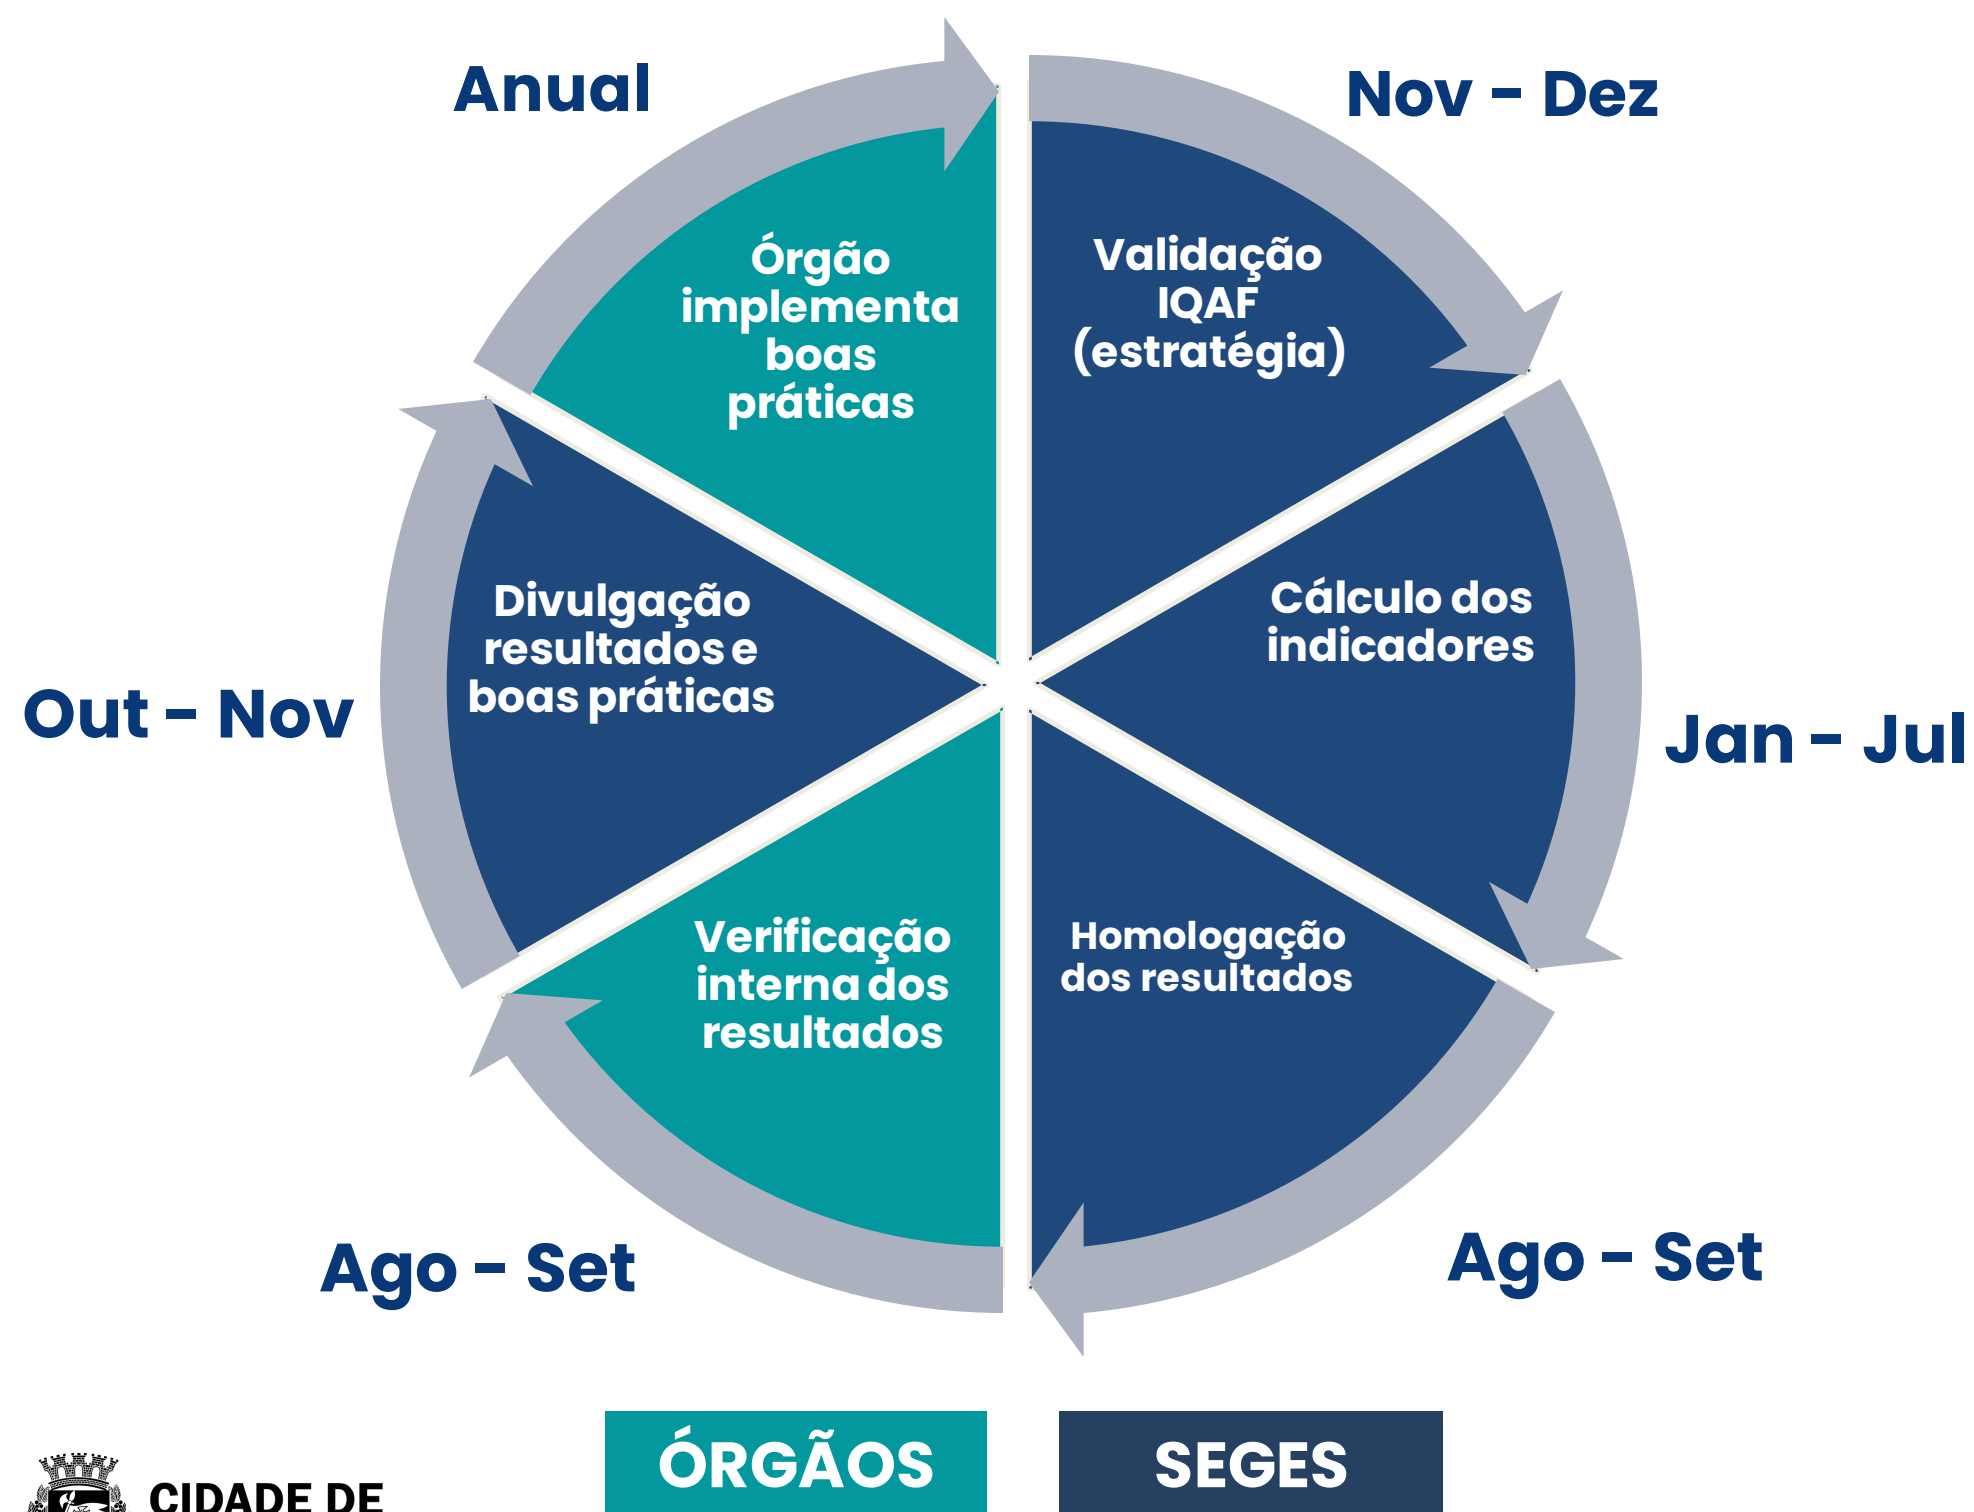 Anual
Nov - Dez
Órgão
implementa
boas
práticas
Validação
IQAF
(estratégia)
Divulgação
resultados e
boas práticas
Cálculo dos
indicadores
Out - Nov
Jan - Jul
Verificação
interna dos
resultados
Homologação
dos resultados
Ago - Set
Ago - Set
ÓRGÃOS
SEGES
CIDADE DE